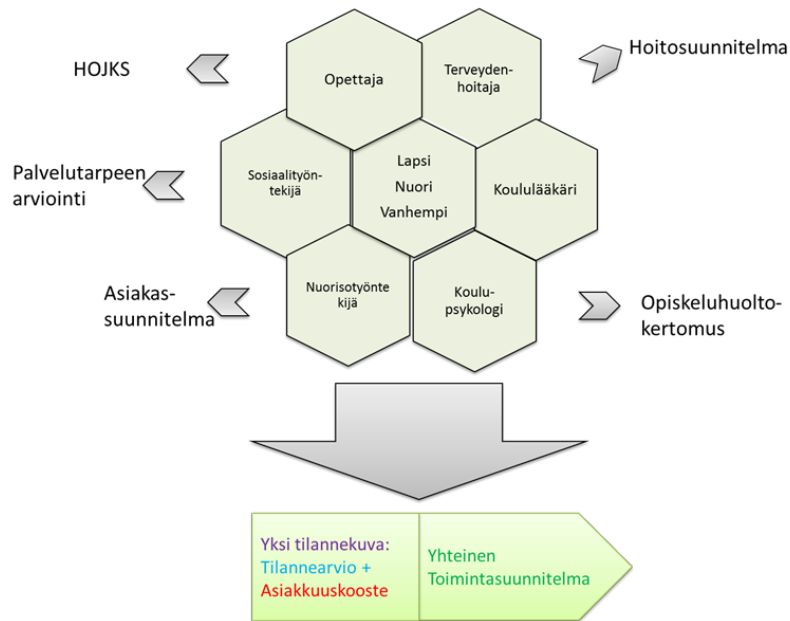 HOJKS
Opettaja
Terveyden-
hoitaja
Hoitosuunnitelma
Palvelutarpeen
arviointi
Sosiaalityön-
tekijä
Lapsi
Nuori
Vanhempi
Koululääkäri
Asiakas-
suunnitelma
Nuorisotyönte
kijä
Koulu-
psykologi
Opiskeluhuolto-
kertomus
Yksi tilannekuva:
Tilannearvio +
Asiakkuuskooste
Yhteinen
Toimintasuunnitelma